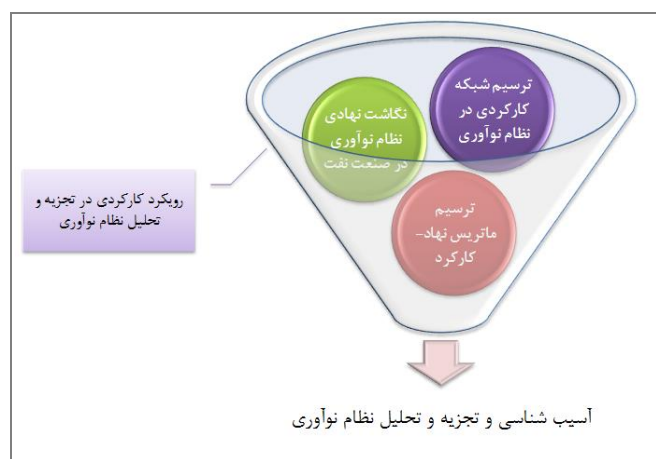 ترسیم شبکه
کارکردی در
نظام نوآوری
نگاشت نهادی
نظام نوآوری
در صنعت نفت
ترسیم
ماتریس نهاد-
کارکرد
رویکرد کارکردی در تجزیه و
تحلیل نظام نوآوری
آسیب شناسی و تجزیه و تحلیل نظام نوآوری